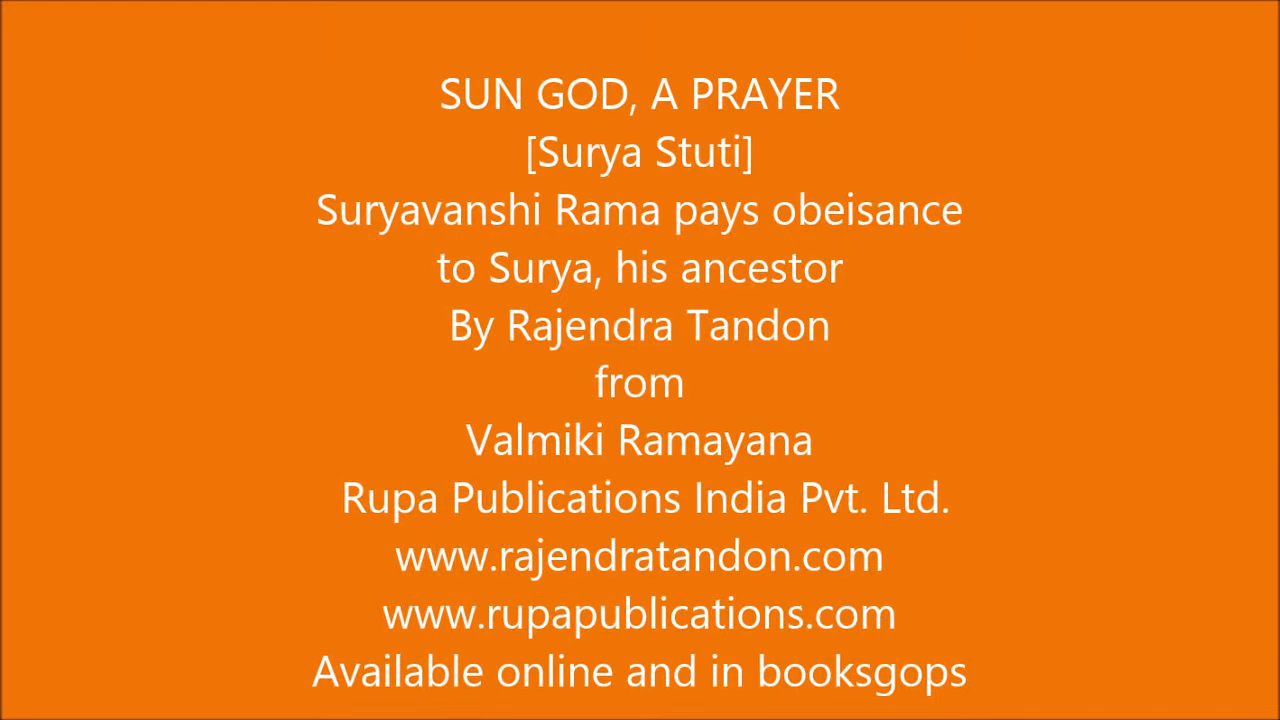 SUN GOD, A PRAYER
[Surya Stuti]
Suryavanshi Rama pays obeisance
to Surya, his ancestor
By Rajendra Tandon
from
Valmiki Ramayana
Rupa Publications India Pvt. Ltd.
www.rajendratandon.com
www.rupapublications.com
Available online and in booksgops